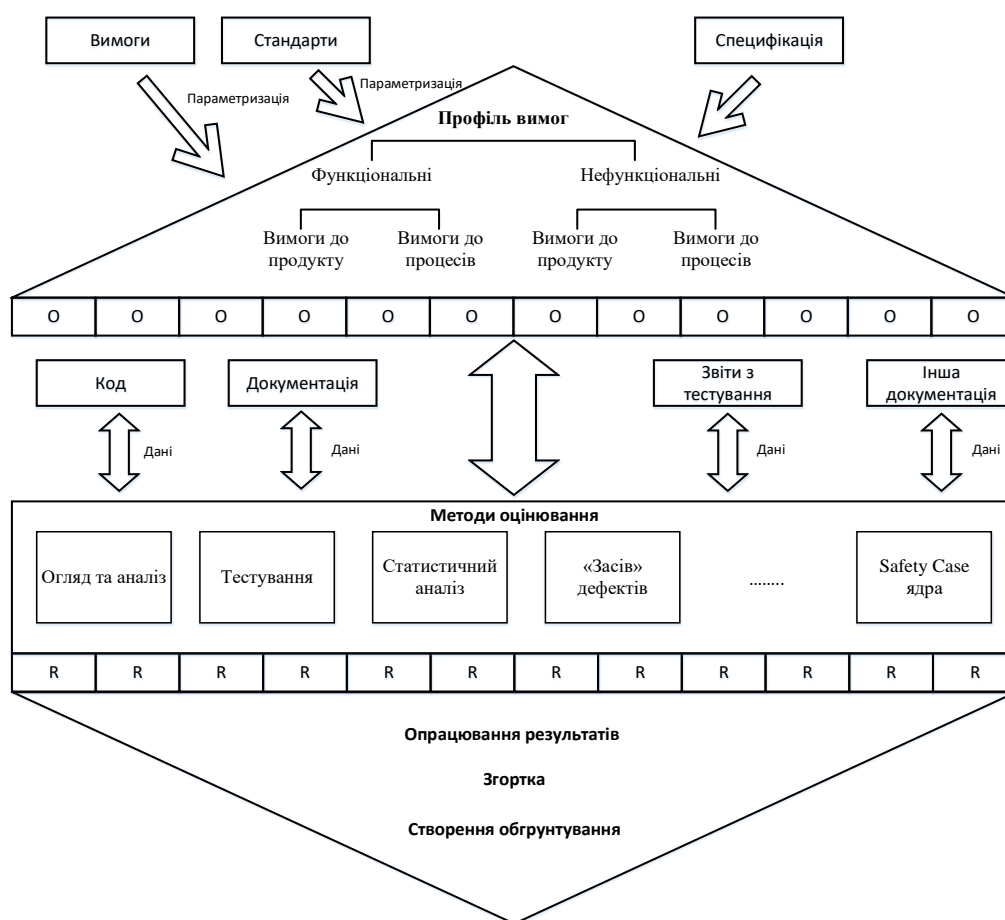 Вимоги
Стандарти
Специфікація
Параметризація
Параметризація
Профіль вимог
Функціональні
Нефункціональні
Вимоги до
продукту
Вимоги до
процесів
Вимоги до
продукту
Вимоги до
процесів
О О О О О О О О О О О О
Код
Документація
Звіти з
тестування
Інша
документація
Дані
Дані
Дані
Дані
Методи оцінювання
Огляд та аналіз
Тестування
Статистичний
аналіз
«Засів»
дефектів
........
Safety Case
ядра
R R R R R R R R R R R R
Опрацювання результатів
Згортка
Створення обгрунтування